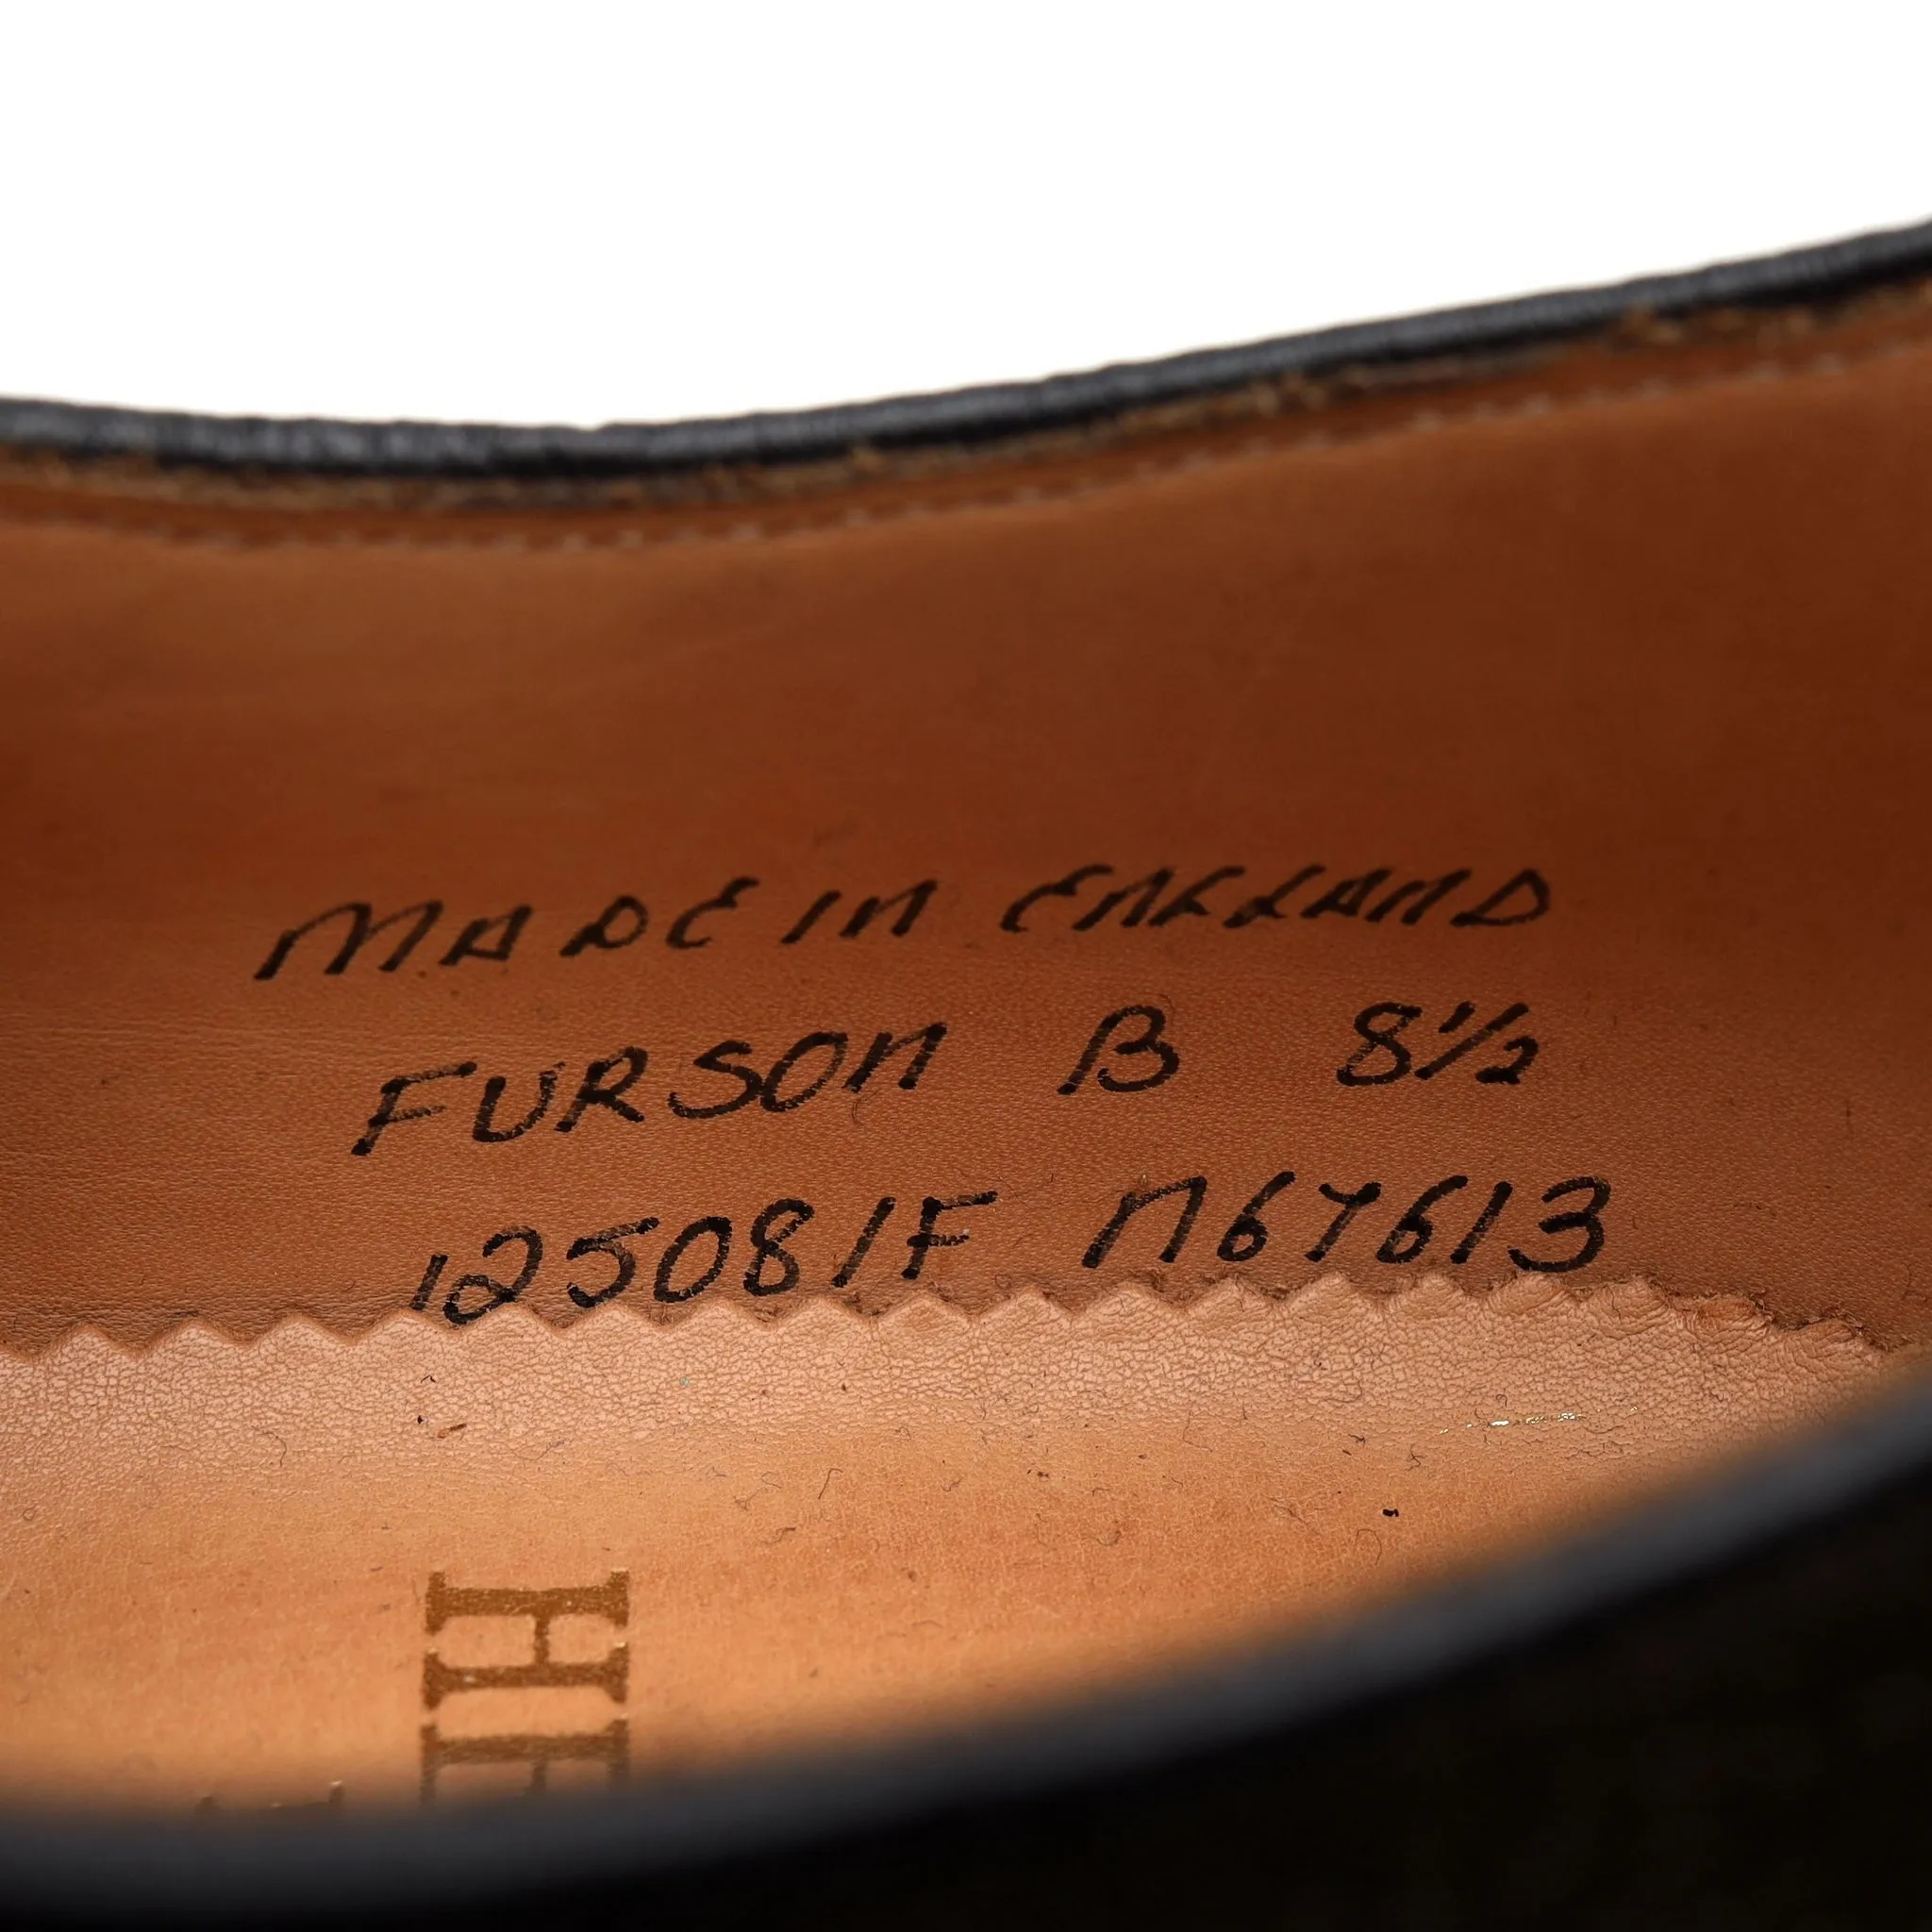 MADE IN ENGLAND
FURSON B 8½
125081F N67613
H